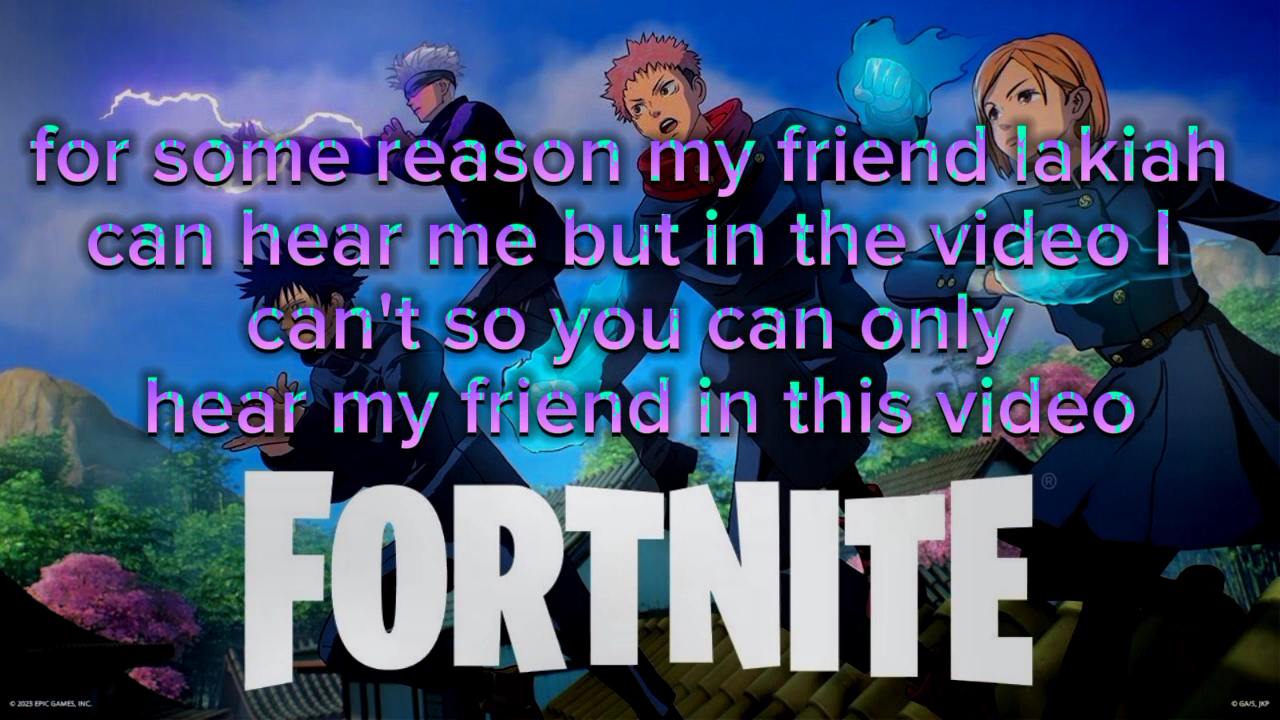 for some reason my friend lakiah
can hear me but in the video I
can't so you can only
hear my friend in this video
FORTNITE
®
© 2023 EPIC GAMES, INC.
© GA/S, JKP